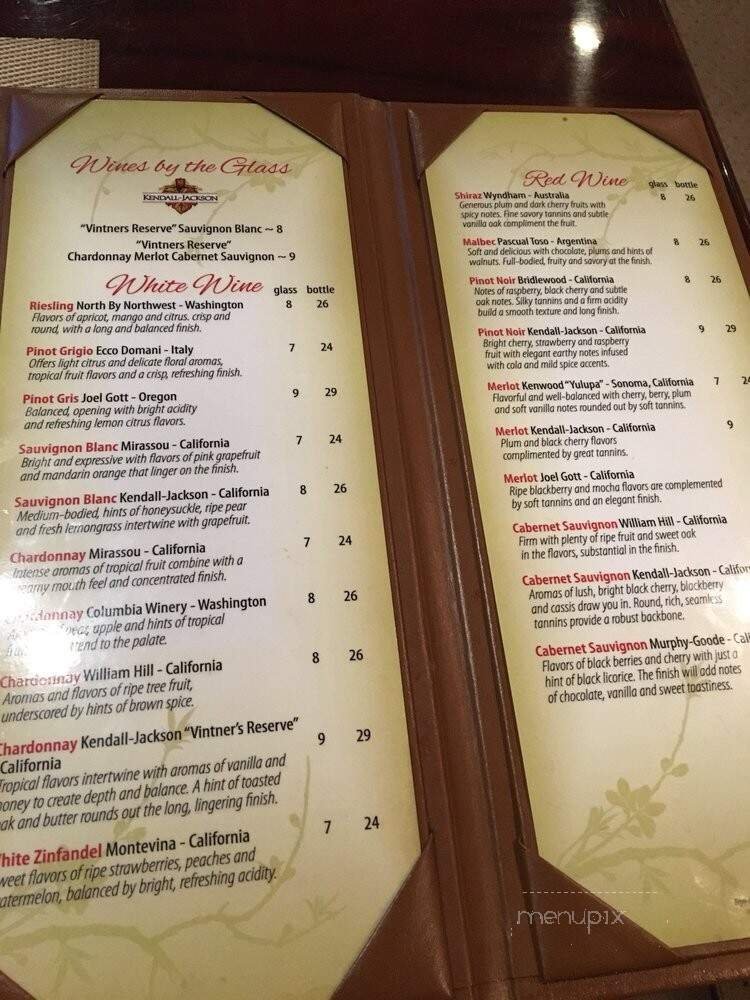 Wines by the Glass
KENDALL-JACKSON
"Vintners Reserve" Sauvignon Blanc ~ 8
"Vintners Reserve"
Chardonnay Merlot Cabernet Sauvignon ~ 9
White Wine glass bottle
Riesling North By Northwest - Washington 8 26
Flavors of apricot, mango and citrus. crisp and
round, with a long and balanced finish.
Pinot Grigio Ecco Domani - Italy 7 24
Offers light citrus and delicate floral aromas,
tropical fruit flavors and a crisp, refreshing finish.
Pinot Gris Joel Gott - Oregon 9 29
Balanced, opening with bright acidity
and refreshing lemon citrus flavors.
Sauvignon Blanc Mirassou - California 7 24
Bright and expressive with flavors of pink grapefruit
and mandarin orange that linger on the finish.
Sauvignon Blanc Kendall-Jackson - California 8 26
Medium-bodied, hints of honeysuckle, ripe pear
and fresh lemongrass intertwine with grapefruit.
Chardonnay Mirassou - California 7 24
Intense aromas of tropical fruit combine with a
creamy mouth feel and concentrated finish.
Chardonnay Columbia Winery - Washington 8 26
pear, apple and hints of tropical
to the palate.
Chardonnay William Hill - California 8 26
Aromas and flavors of ripe tree fruit,
underscored by hints of brown spice.
Chardonnay Kendall-Jackson "Vintner's Reserve" 9 29
California
Tropical flavors intertwine with aromas of vanilla and
honey to create depth and balance. A hint of toasted
oak and butter rounds out the long, lingering finish.
White Zinfandel Montevina - California 7 24
Sweet flavors of ripe strawberries, peaches and
watermelon, balanced by bright, refreshing acidity.
Red Wine glass bottle
Shiraz Wyndham - Australia 8 26
Generous plum and dark cherry fruits with
spicy notes. Fine savory tannins and subtle
vanilla oak compliment the fruit.
Malbec Pascual Toso - Argentina 8 26
Soft and delicious with chocolate, plums and hints of
walnuts. Full-bodied, fruity and savory at the finish.
Pinot Noir Bridlewood - California 8 26
Notes of raspberry, black cherry and subtle
oak notes. Silky tannins and a firm acidity
build a smooth texture and long finish.
Pinot Noir Kendall-Jackson - California 9 29
Bright cherry, strawberry and raspberry
fruit with elegant earthy notes infused
with cola and mild spice accents.
Merlot Kenwood "Yulupa" - Sonoma, California 7 24
Flavorful and well-balanced with cherry, berry, plum
and soft vanilla notes rounded out by soft tannins.
Merlot Kendall-Jackson - California 9
Plum and black cherry flavors
complimented by great tannins.
Merlot Joel Gott - California
Ripe blackberry and mocha flavors are complemented
by soft tannins and an elegant finish.
Cabernet Sauvignon William Hill - California
Firm with plenty of ripe fruit and sweet oak
in the flavors, substantial in the finish.
Cabernet Sauvignon Kendall-Jackson - Californ
Aromas of lush, bright black cherry, blackberry
and cassis draw you in. Round, rich, seamless
tannins provide a robust backbone.
Cabernet Sauvignon Murphy-Goode - Cali
Flavors of black berries and cherry with just a
hint of black licorice. The finish will add notes
of chocolate, vanilla and sweet toastiness.
menupix